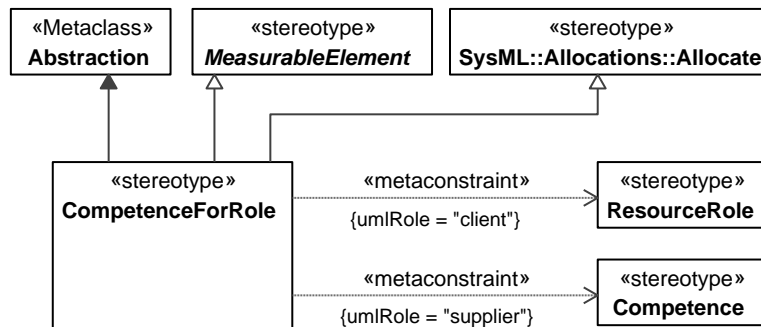 «Metaclass»
Abstraction
«stereotype»
MeasurableElement
«stereotype»
SysML::Allocations::Allocate
«stereotype»
CompetenceForRole
«metaconstraint»
{umlRole = "client"}
«stereotype»
ResourceRole
«metaconstraint»
{umlRole = "supplier"}
«stereotype»
Competence